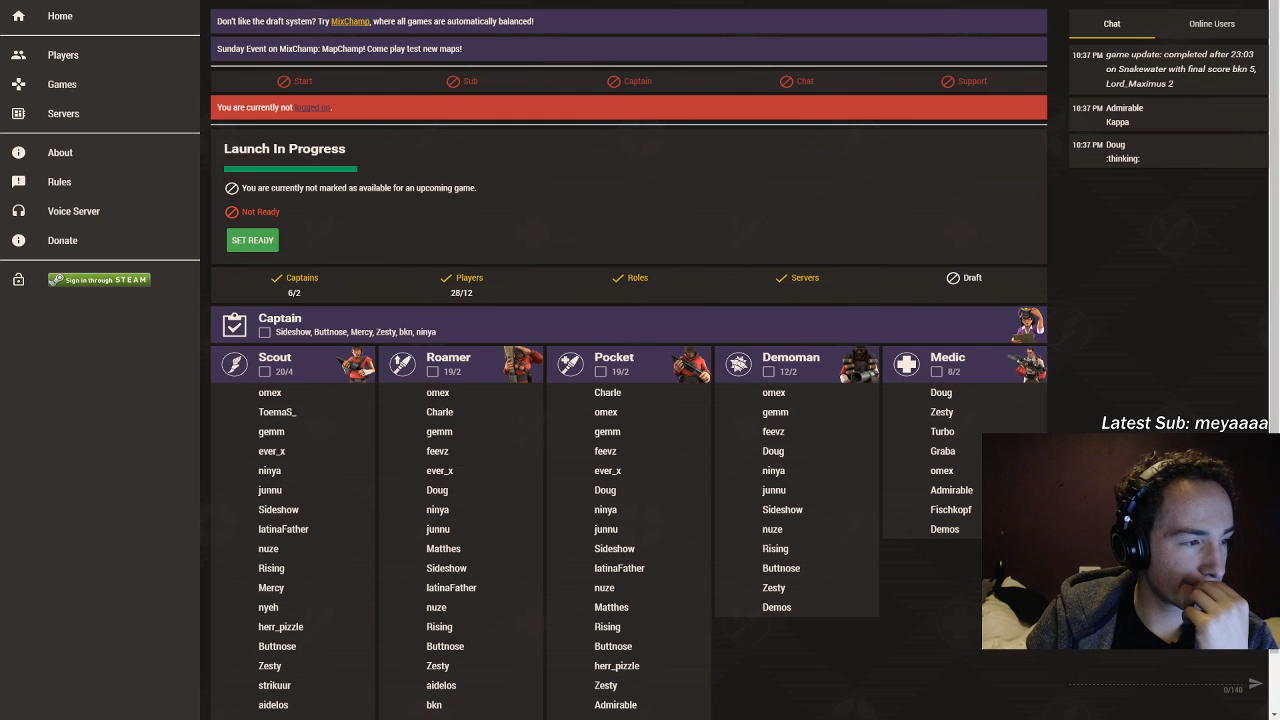 Home
Players
Games
Servers
About
Rules
Voice Server
Donate
Sign in through STEAM
Don't like the draft system? Try MixChamp, where all games are automatically balanced!
Sunday Event on MixChamp: MapChamp! Come play test new maps!
Start Sub Captain Chat Support
You are currently not logged on.
Launch In Progress
You are currently not marked as available for an upcoming game.
Not Ready
SET READY
Captains Players Roles Servers Draft
6/2 28/12
Captain
Sideshow, Buttnose, Mercy, Zesty, bkn, ninya
Scout
20/4
omex
ToemaS_
gemm
ever_x
ninya
junnu
Sideshow
latinaFather
nuze
Rising
Mercy
nyeh
herr_pizzle
Buttnose
Zesty
strikuur
aidelos
Roamer
19/2
omex
Charle
gemm
feevz
ever_x
Doug
ninya
junnu
Matthes
Sideshow
latinaFather
nuze
Rising
Buttnose
Zesty
aidelos
bkn
Pocket
19/2
Charle
omex
gemm
feevz
ever_x
Doug
ninya
junnu
Sideshow
latinaFather
nuze
Matthes
Rising
Buttnose
herr_pizzle
Zesty
Admirable
Demoman
12/2
omex
gemm
feevz
Doug
ninya
junnu
Sideshow
nuze
Rising
Buttnose
Zesty
Demos
Medic
8/2
Doug
Zesty
Turbo
Graba
omex
Admirable
Fischkopf
Demos
Chat Online Users
10:37 PM game update: completed after 23:03
on Snakewater with final score bkn 5,
Lord_Maximus 2
10:37 PM Admirable
Kappa
10:37 PM Doug
:thinking:
Latest Sub: meyaaaa
0/140